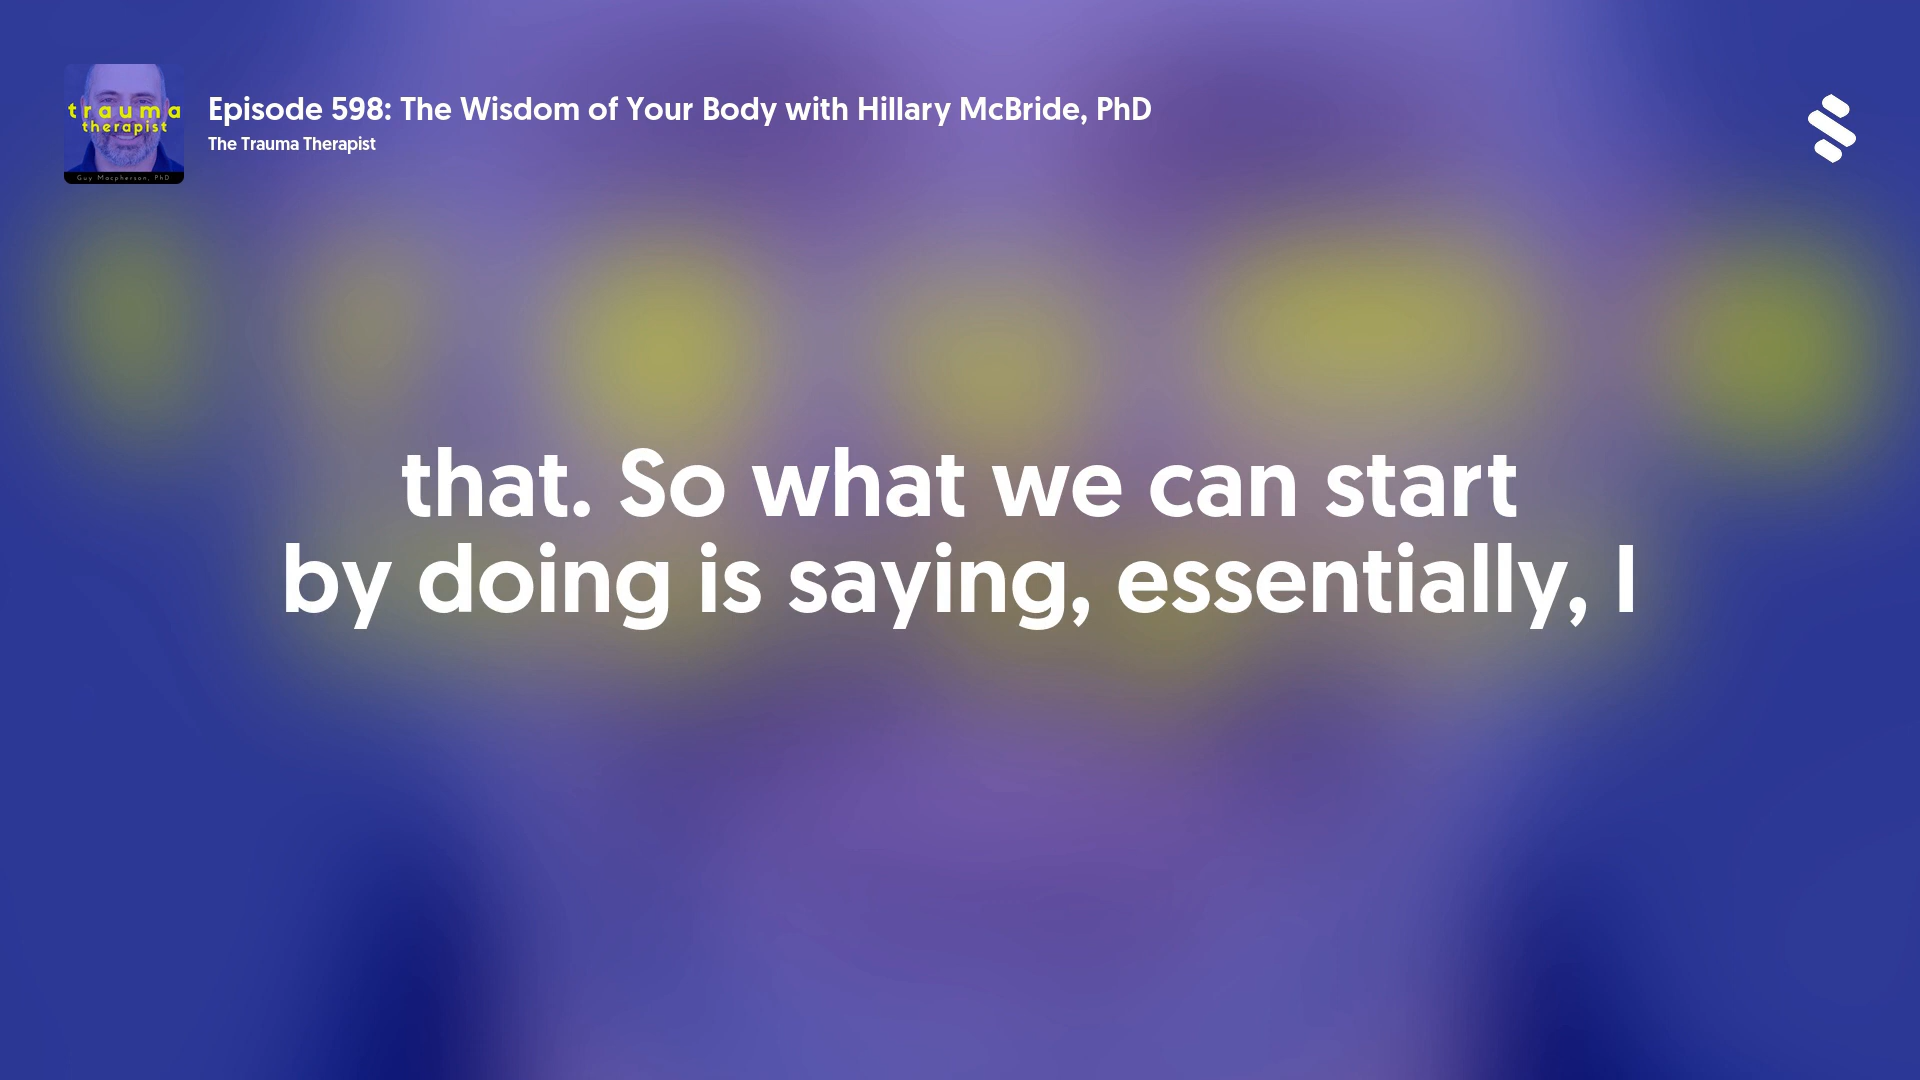 trauma
therapist
Guy Macpherson, PhD
Episode 598: The Wisdom of Your Body with Hillary McBride, PhD
The Trauma Therapist
that. So what we can start
by doing is saying, essentially, I